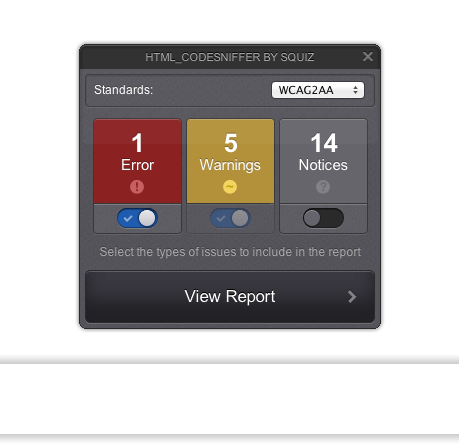 HTML_CODESNIFFER BY SQUIZ
Standards:
WCAG2AA
1
Error
5
Warnings
14
Notices
Select the types of issues to include in the report
View Report